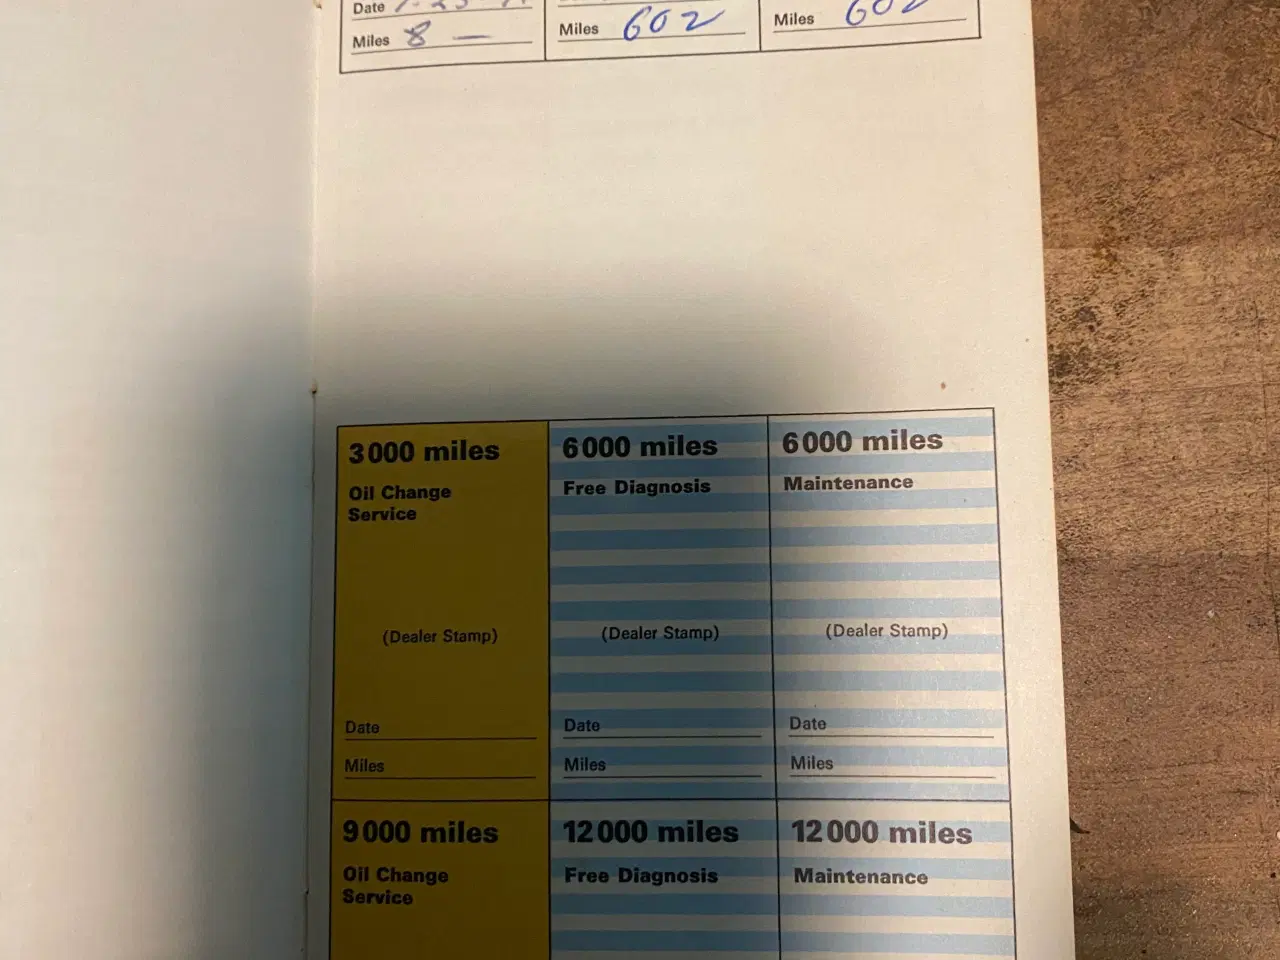 Date
Miles 8 —
Miles 602
Miles 602
3000 miles
Oil Change
Service
(Dealer Stamp)
Date
Miles
6000 miles
Free Diagnosis
(Dealer Stamp)
Date
Miles
6000 miles
Maintenance
(Dealer Stamp)
Date
Miles
9000 miles
Oil Change
Service
12000 miles
Free Diagnosis
12000 miles
Maintenance